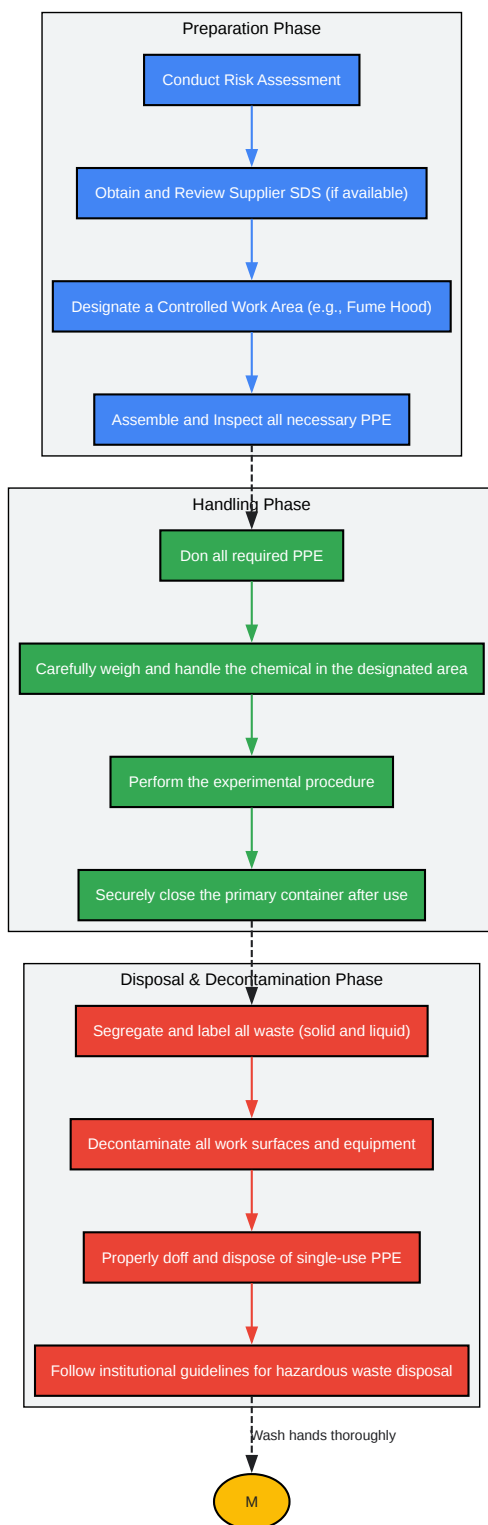 Preparation Phase
Conduct Risk Assessment
Obtain and Review Supplier SDS (if available)
Designate a Controlled Work Area (e.g., Fume Hood)
Assemble and Inspect all necessary PPE
Handling Phase
Don all required PPE
Carefully weigh and handle the chemical in the designated area
Perform the experimental procedure
Securely close the primary container after use
Disposal & Decontamination Phase
Segregate and label all waste (solid and liquid)
Decontaminate all work surfaces and equipment
Properly doff and dispose of single-use PPE
Follow institutional guidelines for hazardous waste disposal
Wash hands thoroughly
M